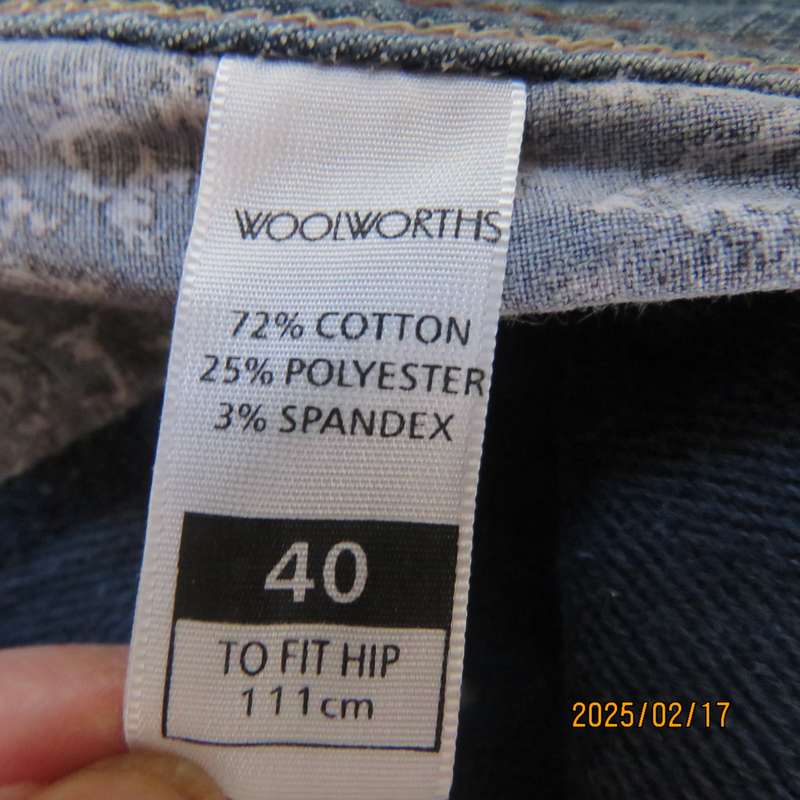 WOOLWORTHS
72% COTTON
25% POLYESTER
3% SPANDEX
40
TO FIT HIP
111cm
2025/02/17